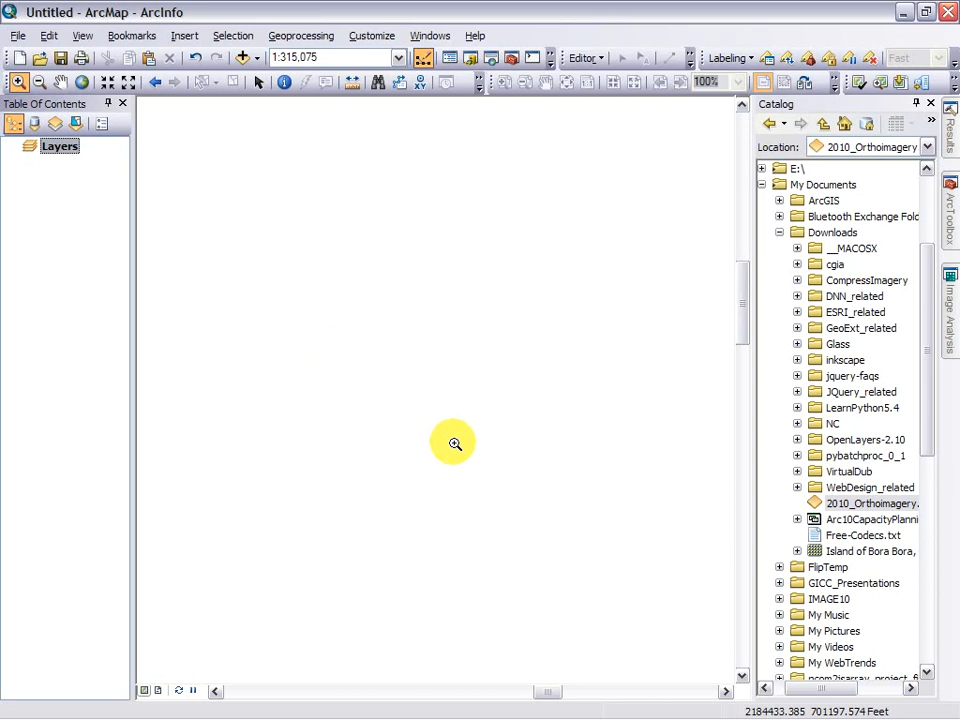 Untitled - ArcMap - ArcInfo
File Edit View Bookmarks Insert Selection Geoprocessing Customize Windows Help
1:315,075 Editor Labeling Fast
100%
Table Of Contents
Layers
Catalog
Location: 2010_Orthoimagery
E:\
My Documents
ArcGIS
Bluetooth Exchange Fold
Downloads
__MACOSX
cgia
CompressImagery
DNN_related
ESRI_related
GeoExt_related
Glass
inkscape
jquery-faqs
JQuery_related
LearnPython5.4
NC
OpenLayers-2.10
pybatchproc_0_1
VirtualDub
WebDesign_related
2010_Orthoimagery.
Arc10CapacityPlanni
Free-Codecs.txt
Island of Bora Bora,
FlipTemp
GICC_Presentations
IMAGE10
My Music
My Pictures
My Videos
My WebTrends
Results
ArcToolbox
Image Analysis
2184433.385 701197.574 Feet